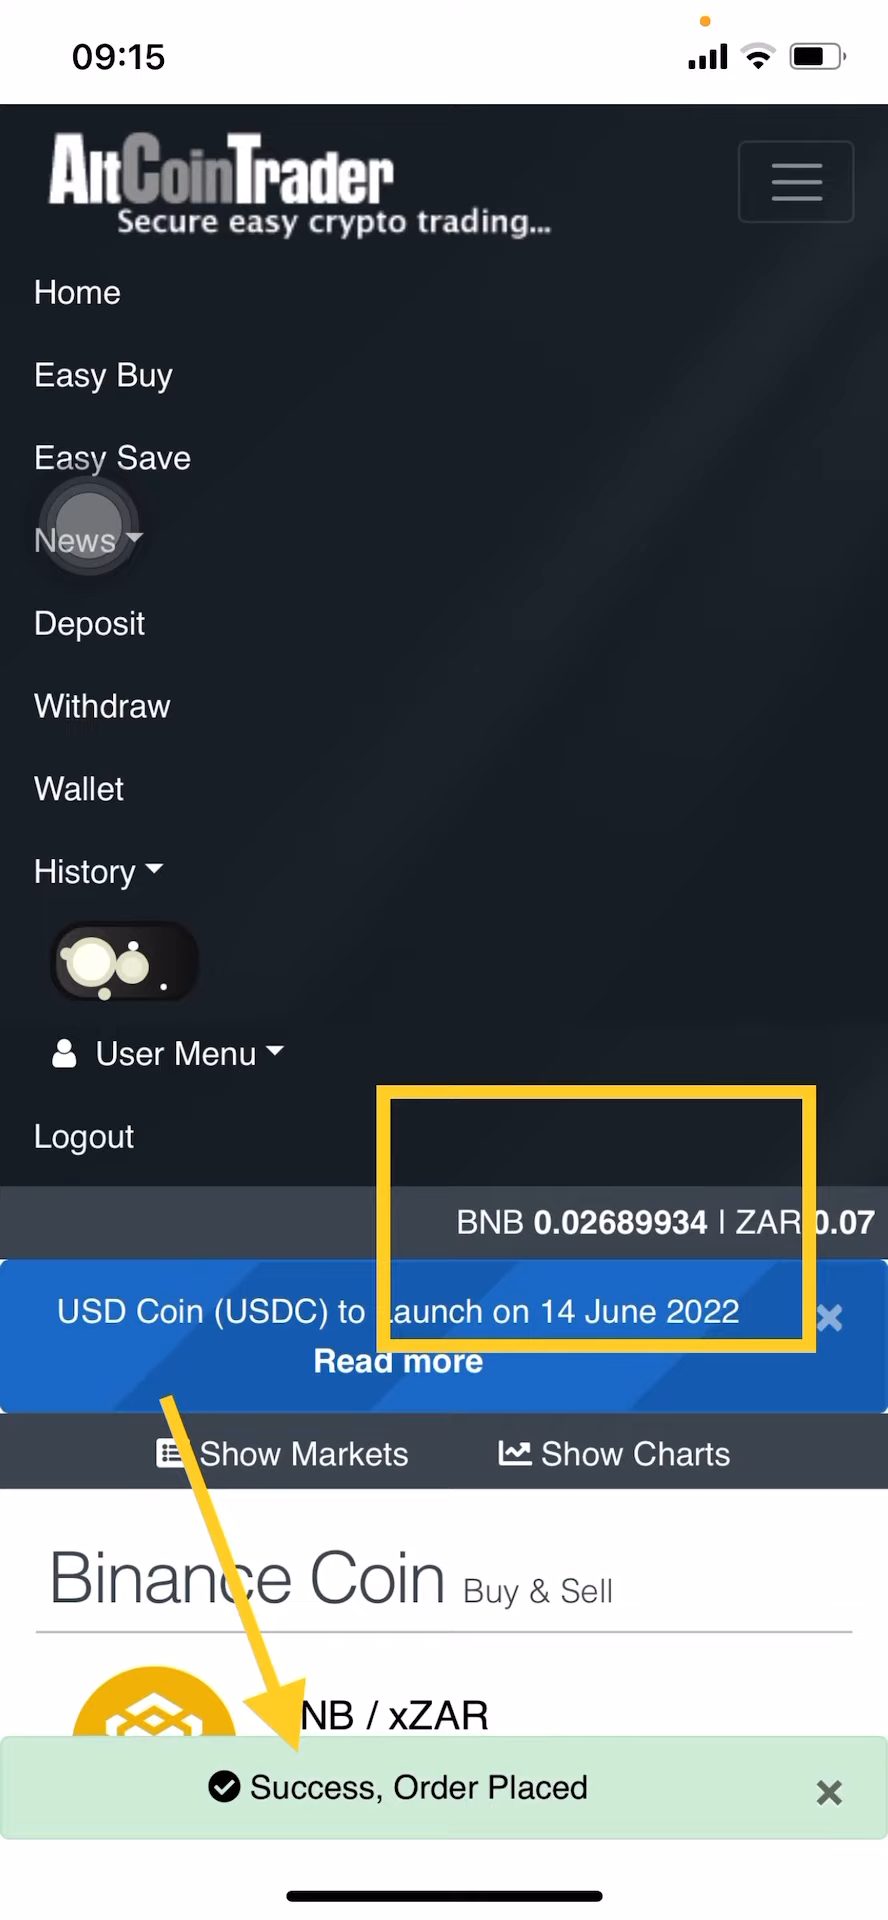 09:15
AltCoinTrader
Secure easy crypto trading...
Home
Easy Buy
Easy Save
News
Deposit
Withdraw
Wallet
History
User Menu
Logout
BNB 0.02689934 | ZAR 0.07
USD Coin (USDC) to Launch on 14 June 2022
Read more
Show Markets Show Charts
Binance Coin Buy & Sell
NB / xZAR
Success, Order Placed